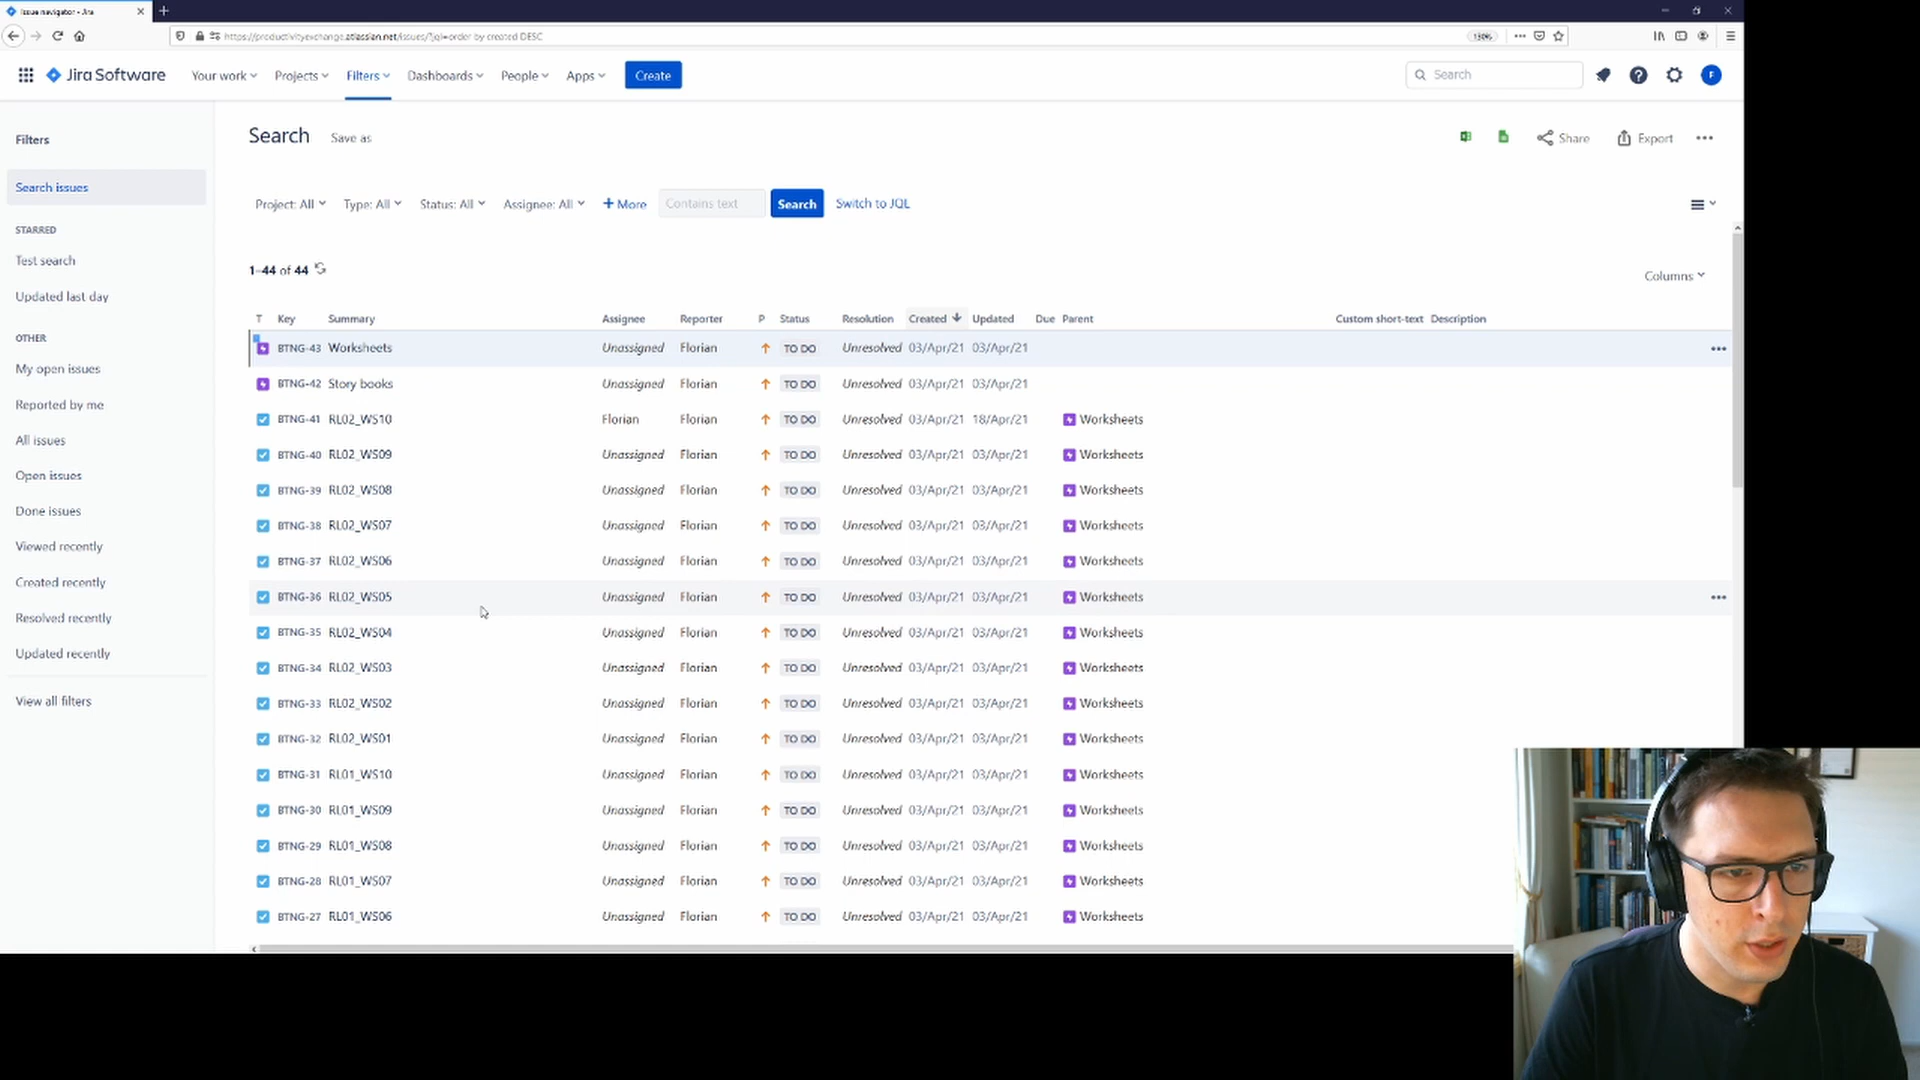 Issue navigator - Jira
https://productivityexchange.atlassian.net/issues/?jql=order by created DESC
130%
Jira Software Your work Projects Filters Dashboards People Apps Create Search F
Filters
Search Save as
Share Export
Search issues
Project: All Type: All Status: All Assignee: All + More Contains text Search Switch to JQL
STARRED
Test search
Updated last day
1-44 of 44
Columns
OTHER
My open issues
Reported by me
All issues
Open issues
Done issues
Viewed recently
Created recently
Resolved recently
Updated recently
View all filters
T Key Summary Assignee Reporter P Status Resolution Created Updated Due Parent Custom short-text Description
BTNG-43 Worksheets Unassigned Florian TO DO Unresolved 03/Apr/21 03/Apr/21
BTNG-42 Story books Unassigned Florian TO DO Unresolved 03/Apr/21 03/Apr/21
BTNG-41 RL02_WS10 Florian Florian TO DO Unresolved 03/Apr/21 18/Apr/21 Worksheets
BTNG-40 RL02_WS09 Unassigned Florian TO DO Unresolved 03/Apr/21 03/Apr/21 Worksheets
BTNG-39 RL02_WS08 Unassigned Florian TO DO Unresolved 03/Apr/21 03/Apr/21 Worksheets
BTNG-38 RL02_WS07 Unassigned Florian TO DO Unresolved 03/Apr/21 03/Apr/21 Worksheets
BTNG-37 RL02_WS06 Unassigned Florian TO DO Unresolved 03/Apr/21 03/Apr/21 Worksheets
BTNG-36 RL02_WS05 Unassigned Florian TO DO Unresolved 03/Apr/21 03/Apr/21 Worksheets
BTNG-35 RL02_WS04 Unassigned Florian TO DO Unresolved 03/Apr/21 03/Apr/21 Worksheets
BTNG-34 RL02_WS03 Unassigned Florian TO DO Unresolved 03/Apr/21 03/Apr/21 Worksheets
BTNG-33 RL02_WS02 Unassigned Florian TO DO Unresolved 03/Apr/21 03/Apr/21 Worksheets
BTNG-32 RL02_WS01 Unassigned Florian TO DO Unresolved 03/Apr/21 03/Apr/21 Worksheets
BTNG-31 RL01_WS10 Unassigned Florian TO DO Unresolved 03/Apr/21 03/Apr/21 Worksheets
BTNG-30 RL01_WS09 Unassigned Florian TO DO Unresolved 03/Apr/21 03/Apr/21 Worksheets
BTNG-29 RL01_WS08 Unassigned Florian TO DO Unresolved 03/Apr/21 03/Apr/21 Worksheets
BTNG-28 RL01_WS07 Unassigned Florian TO DO Unresolved 03/Apr/21 03/Apr/21 Worksheets
BTNG-27 RL01_WS06 Unassigned Florian TO DO Unresolved 03/Apr/21 03/Apr/21 Worksheets